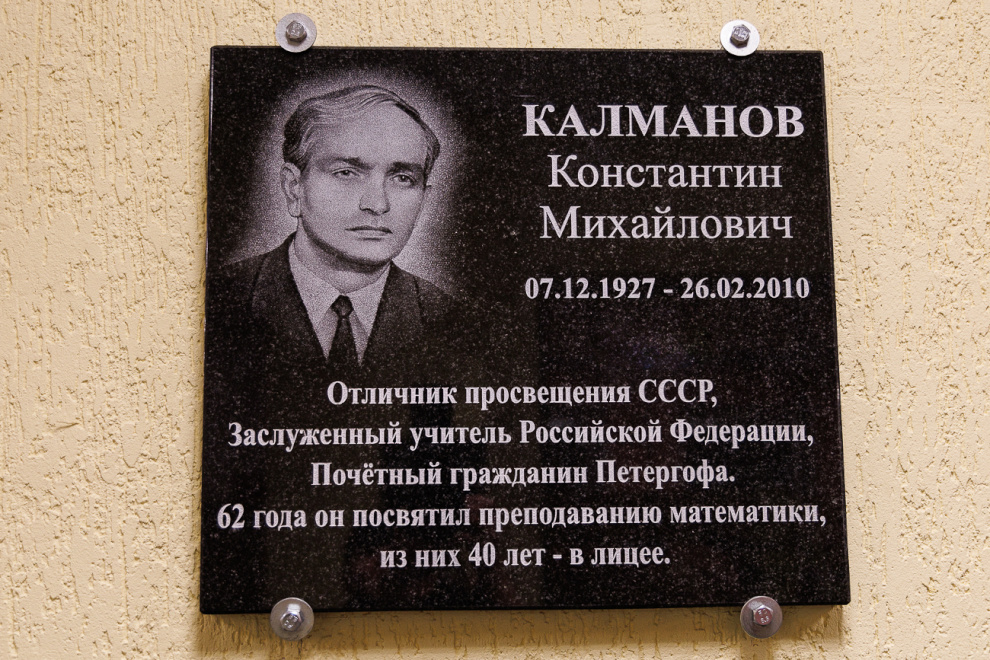 КАЛМАНОВ
Константин
Михайлович
07.12.1927 - 26.02.2010
Отличник просвещения СССР,
Заслуженный учитель Российской Федерации,
Почётный гражданин Петергофа.
62 года он посвятил преподаванию математики,
из них 40 лет - в лицее.